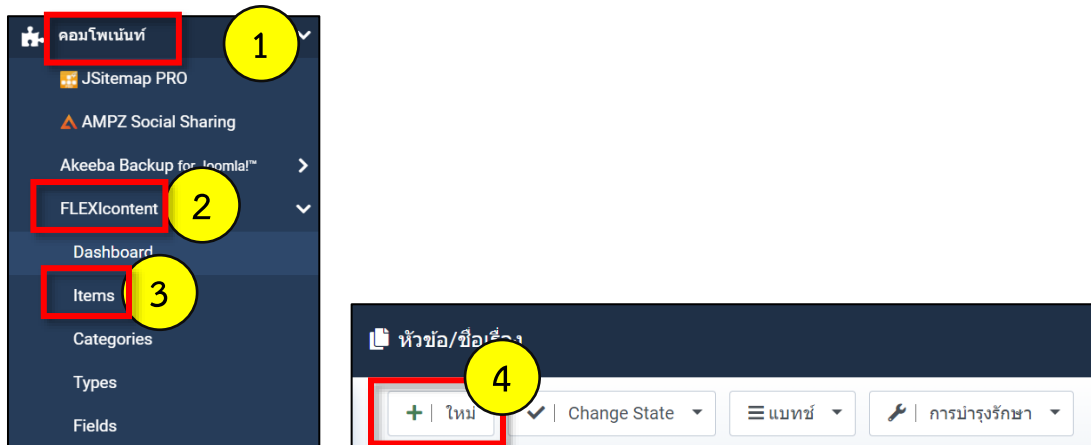 คอมโพเน้นท์
1
JSitemap PRO
AMPZ Social Sharing
Akeeba Backup for Joomla!™
FLEXIcontent
2
Dashboard
Items
3
Categories
Types
Fields
หัวข้อ/ชื่อเรื่อง
4
ใหม่
Change State
แบทช์
การบำรุงรักษา